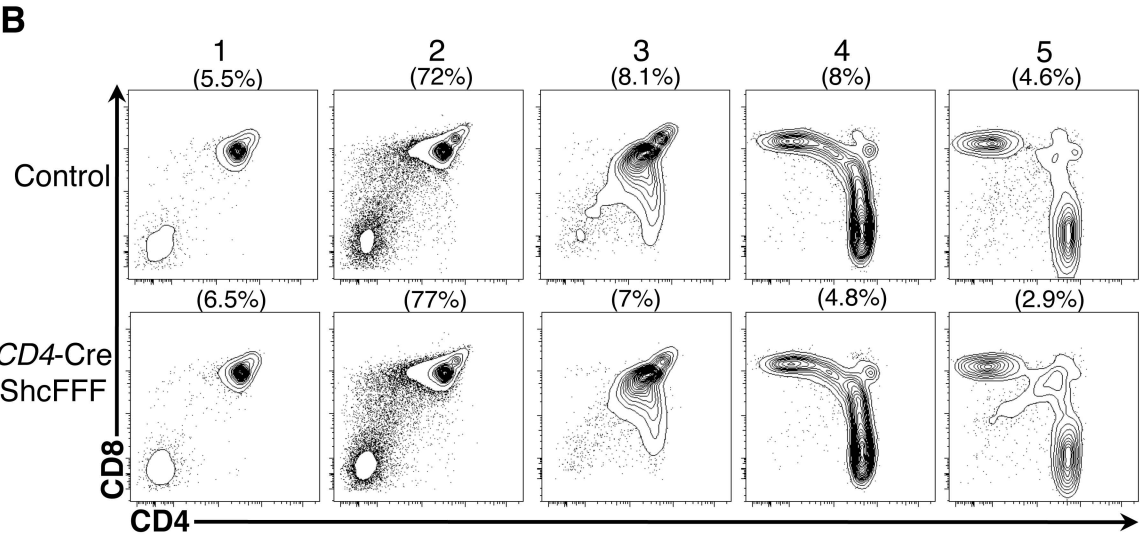 B
1 2 3 4 5
(5.5%) (72%) (8.1%) (8%) (4.6%)
Control
(6.5%) (77%) (7%) (4.8%) (2.9%)
CD4-Cre
ShcFFF
CD8
CD4